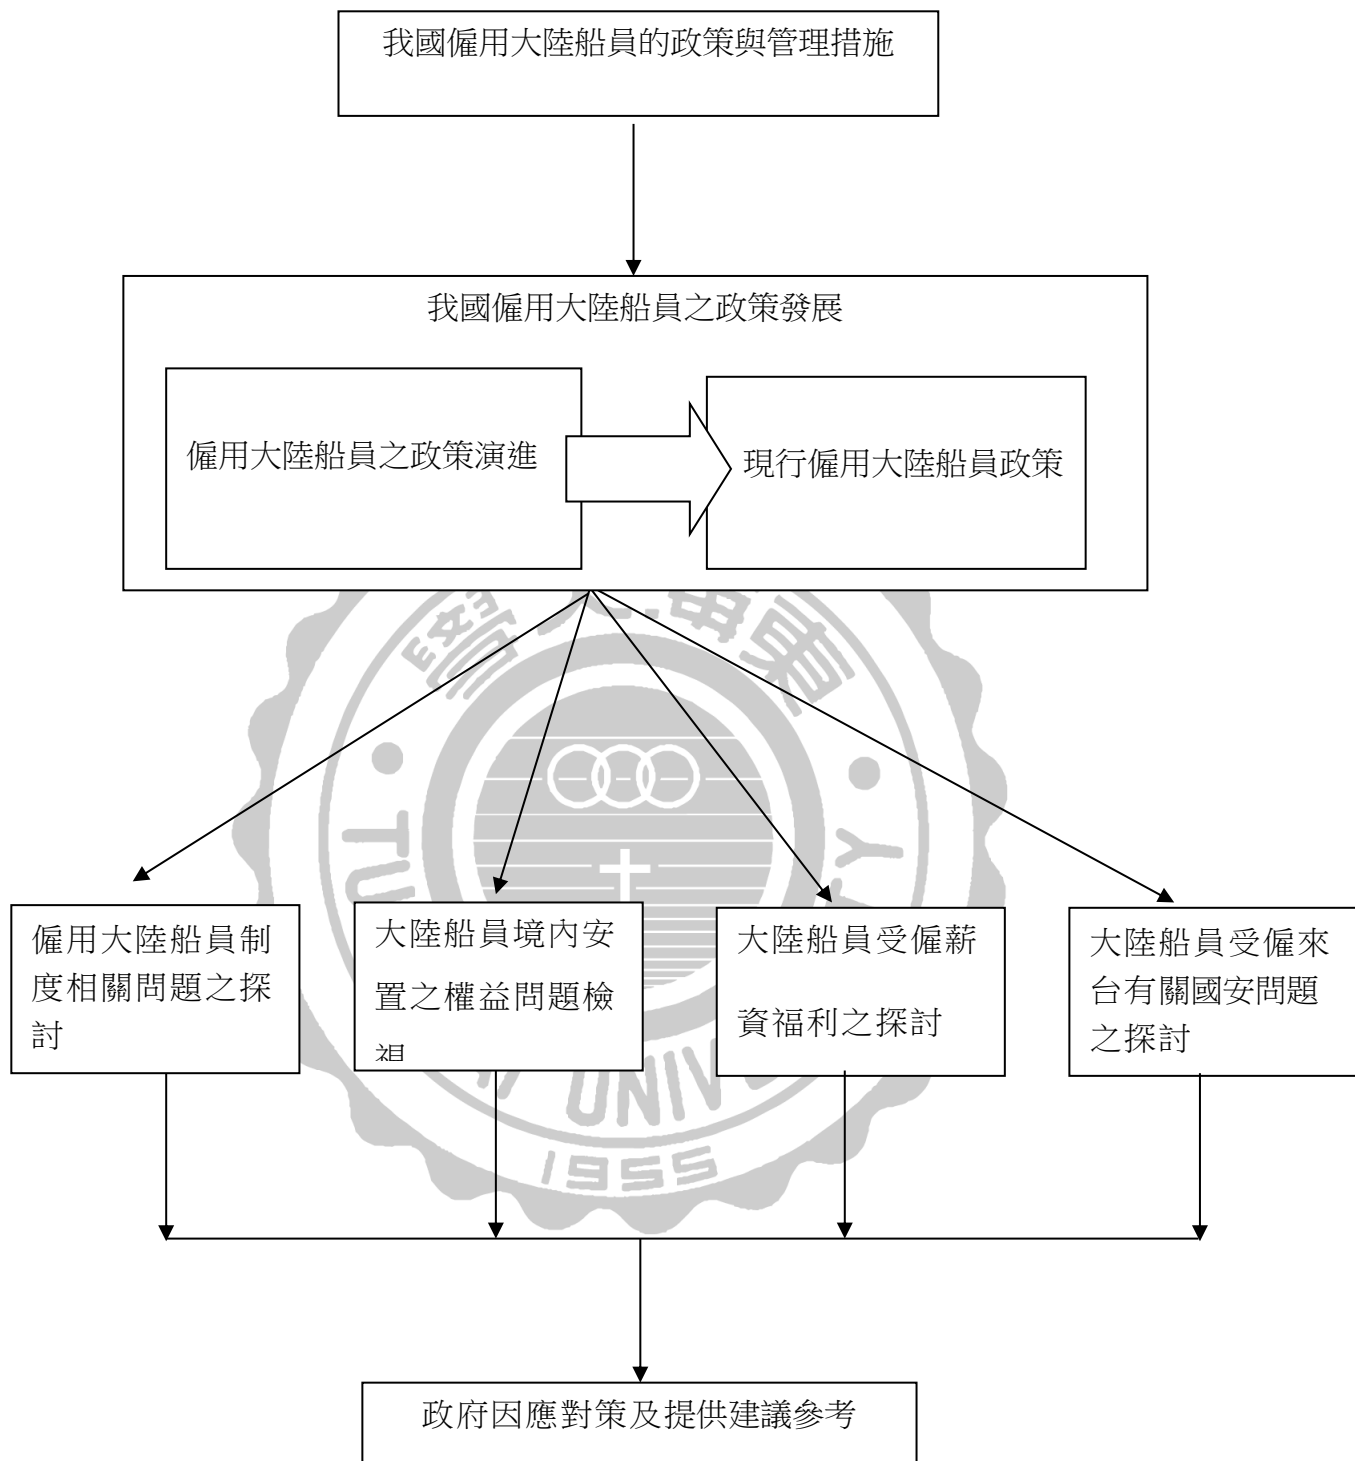 我國僱用大陸船員的政策與管理措施
我國僱用大陸船員之政策發展
僱用大陸船員之政策演進
現行僱用大陸船員政策
僱用大陸船員制
度相關問題之探
討
大陸船員境內安
置之權益問題檢
視
大陸船員受僱薪
資福利之探討
大陸船員受僱來
台有關國安問題
之探討
政府因應對策及提供建議參考
UNIV
1955